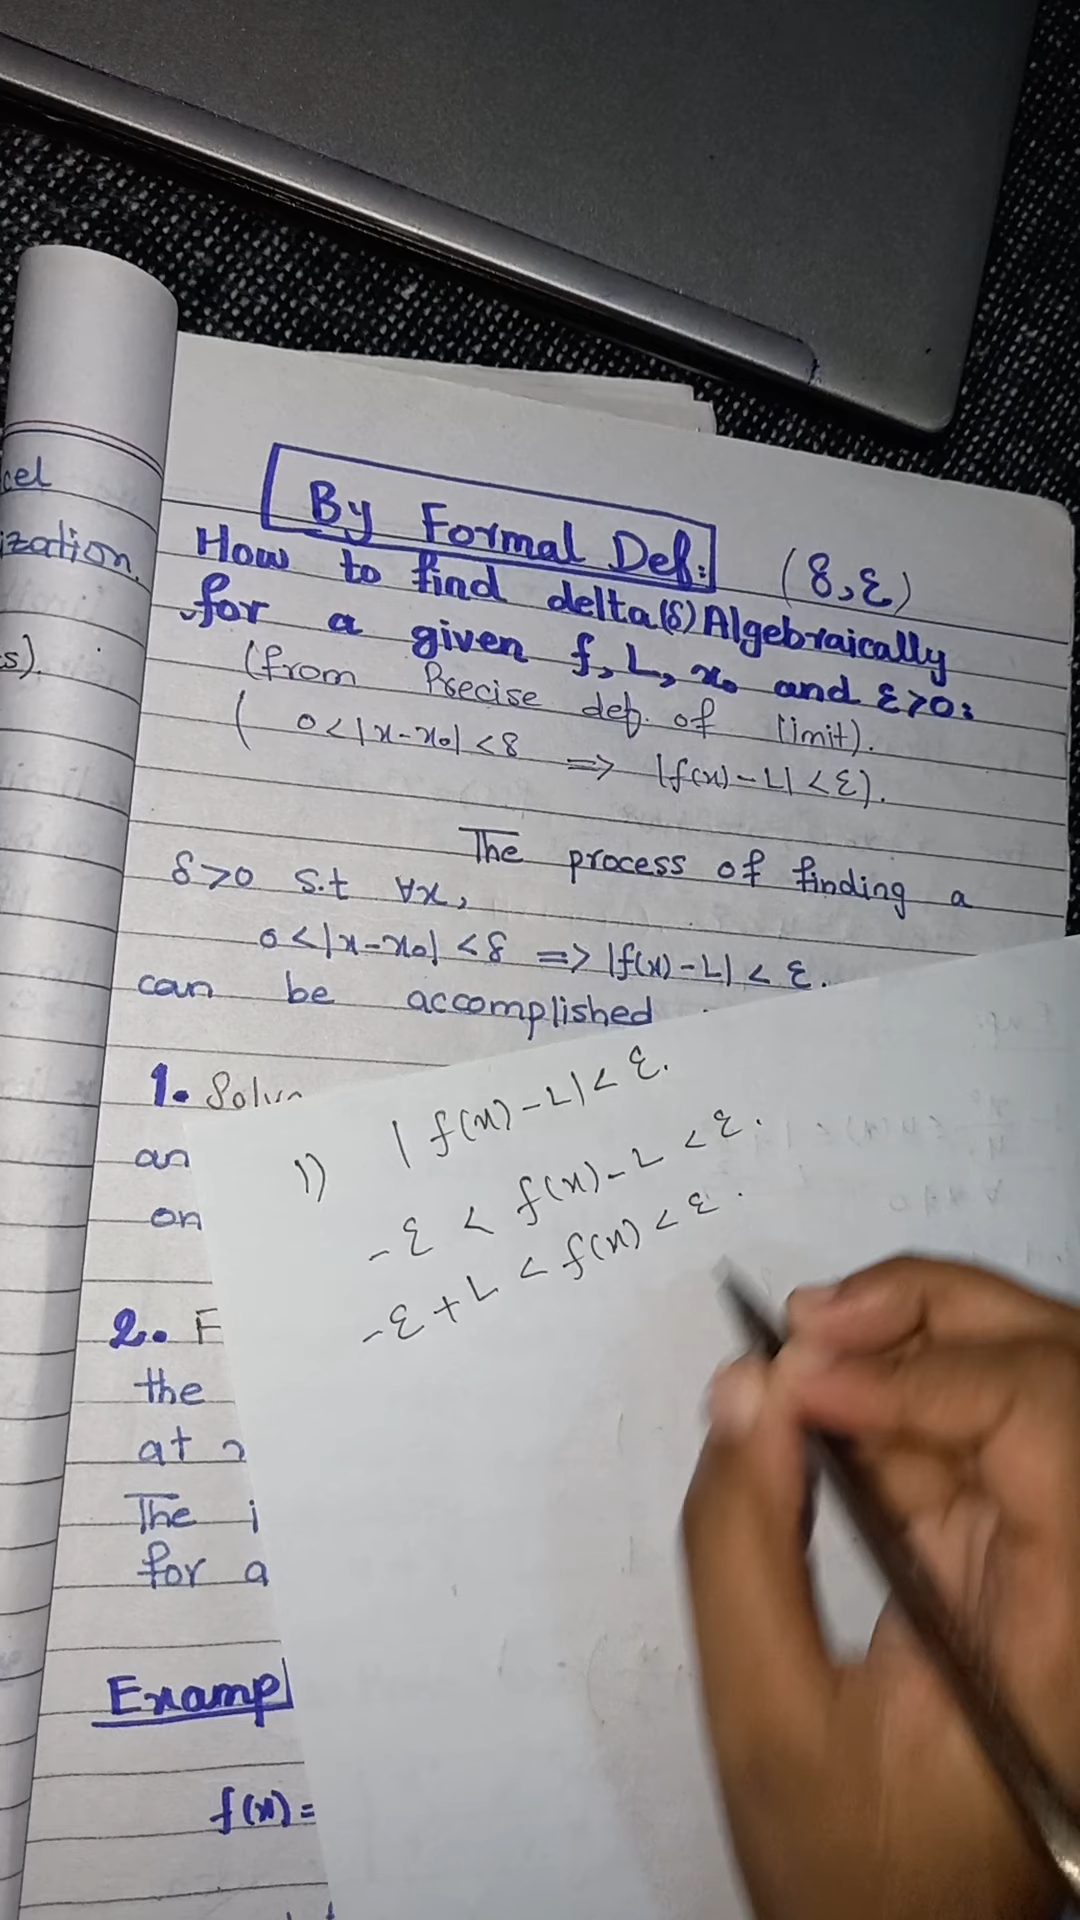 By Formal Def:
(δ,ε)
How to find delta(δ) Algebraically
for a given f, L, x₀ and ε>0:
(from Precise def. of limit).
( 0<|x-x₀|<δ ⇒ |f(x)-L|<ε).
The process of finding a
δ>0 s.t ∀x,
0<|x-x₀|<δ => |f(x)-L|< ε.
can be accomplished
1.
an
on
2. F
the
at
The i
for a
Exampl
f(x)=
cel
ization.
s).
1) |f(x)-L|< ε.
-ε < f(x)-L < ε.
-ε+L < f(x) < ε.